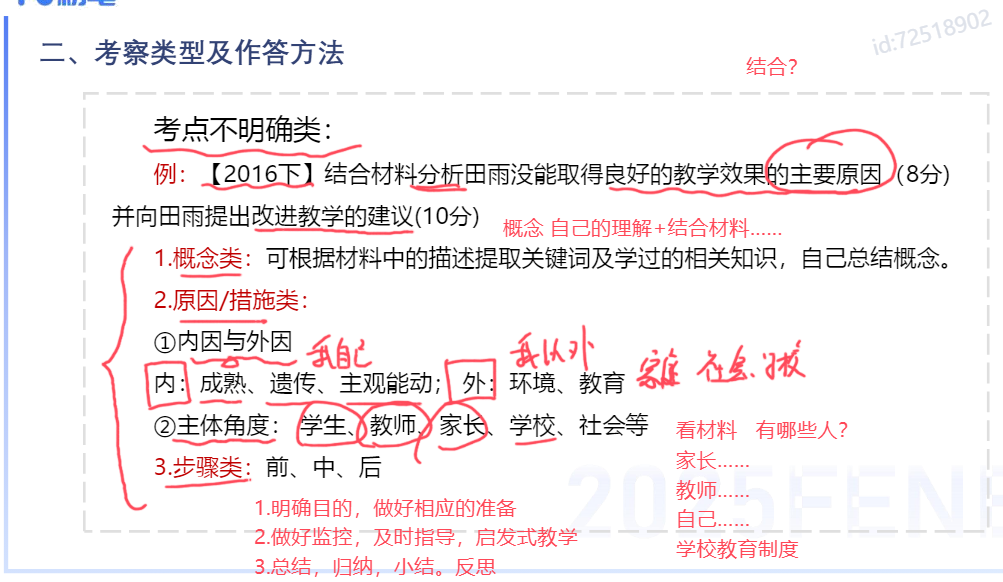 二、考察类型及作答方法
id:72518902
结合？
考点不明确类：
例：【2016下】结合材料分析田雨没能取得良好的教学效果的主要原因（8分）
并向田雨提出改进教学的建议(10分)
概念 自己的理解+结合材料......
1.概念类：可根据材料中的描述提取关键词及学过的相关知识，自己总结概念。
2.原因/措施类：
①内因与外因
我自己
我以外
内：成熟、遗传、主观能动；外：环境、教育
家庭 社会、学校
②主体角度：学生、教师、家长、学校、社会等
看材料 有哪些人？
家长......
3.步骤类：前、中、后
教师......
1.明确目的，做好相应的准备
自己......
2.做好监控，及时指导，启发式教学
学校教育制度
3.总结，归纳，小结。反思